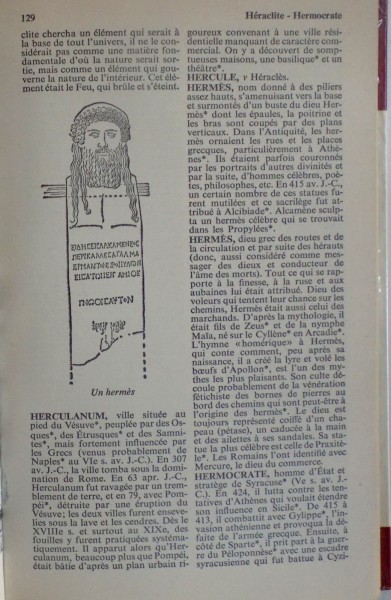 129
Héraclite - Hermocrate
clite chercha un élément qui serait à
la base de tout l'univers, il ne le con-
sidérait pas comme une matière fon-
damentale d'où la nature serait sor-
tie, mais comme un élément qui gou-
verne la nature de l'intérieur. Cet élé-
ment était le Feu, qui brûle et s'éteint.
ΓΝΩΘΙ ΣΑΥΤΟΝ
Un hermès
HERCULANUM, ville située au
pied du Vésuve*, peuplée par des Os-
ques*, des Étrusques* et des Samni-
tes*, mais fortement influencée par
les Grecs (venus probablement de
Naples* au VIe s. av. J.-C.). En 307
av. J.-C., la ville tomba sous la domi-
nation de Rome. En 63 apr. J.-C.,
Herculanum fut ravagée par un trem-
blement de terre, et en 79, avec Pom-
péi*, détruite par une éruption du
Vésuve; les deux villes furent enseve-
lies sous la lave et les cendres. Dès le
XVIIIe s. et surtout au XIXe, des
fouilles y furent pratiquées systéma-
tiquement. Il apparut alors qu'Her-
culanum, beaucoup plus que Pompéi,
était bâtie d'après un plan urbain ri-
goureux convenant à une ville rési-
dentielle manquant de caractère com-
mercial. On y a découvert de somp-
tueuses maisons, une basilique* et un
théâtre*.
HERCULE, v Héraclès.
HERMÈS, nom donné à des piliers
assez hauts, s'amenuisant vers la base
et surmontés d'un buste du dieu Her-
mès* dont les épaules, la poitrine et
les bras sont coupés par des plans
verticaux. Dans l'Antiquité, les her-
mès ornaient les rues et les places
grecques, particulièrement à Athè-
nes*. Ils étaient parfois couronnés
par les portraits d'autres divinités et
par la suite, d'hommes célèbres, poè-
tes, philosophes, etc. En 415 av. J.-C.,
un certain nombre de ces statues fu-
rent mutilées et ce sacrilège fut at-
tribué à Alcibiade*. Alcamène sculp-
ta un hermès célèbre qui se trouvait
dans les Propylées*.
HERMÈS, dieu grec des routes et de
la circulation et par suite des hérauts
(donc, aussi considéré comme messa-
ger des dieux et conducteur de
l'âme des morts). Tout ce qui se rap-
porte à la finesse, à la ruse et aux
aubaines lui était attribué. Dieu des
voleurs qui tentent leur chance sur les
chemins, Hermès était aussi celui des
marchands. D'après la mythologie, il
était fils de Zeus* et de la nymphe
Maïa, né sur le Cyllène* en Arcadie*.
L'hymne «homérique» à Hermès,
qui conte comment, peu après sa
naissance, il a créé la lyre et volé les
bœufs d'Apollon*, est l'un des my-
thes les plus plaisants. Son culte dé-
coule probablement de la vénération
fétichiste des bornes de pierres au
bord des chemins qui sont peut-être à
l'origine des hermès*. Le dieu est
toujours représenté coiffé d'un cha-
peau (pétase), un caducée à la main
et des ailettes à ses sandales. Sa sta-
tue la plus célèbre est celle de Praxitè-
le*. Les Romains l'ont identifié avec
Mercure, le dieu du commerce.
HERMOCRATE, homme d'État et
stratège de Syracuse* (Ve s. av. J.-
C.). En 424, il lutta contre les ten-
tatives d'Athènes qui voulait étendre
son influence en Sicile*. De 415 à
413, il combattit avec Gylippe*, l'in-
vasion athénienne et provoqua la dé-
faite de l'armée grecque. Ensuite, à
côté de Sparte*, il prit part à la guer-
re du Péloponnèse* avec une escadre
syracusienne qui fut battue à Cyzi-